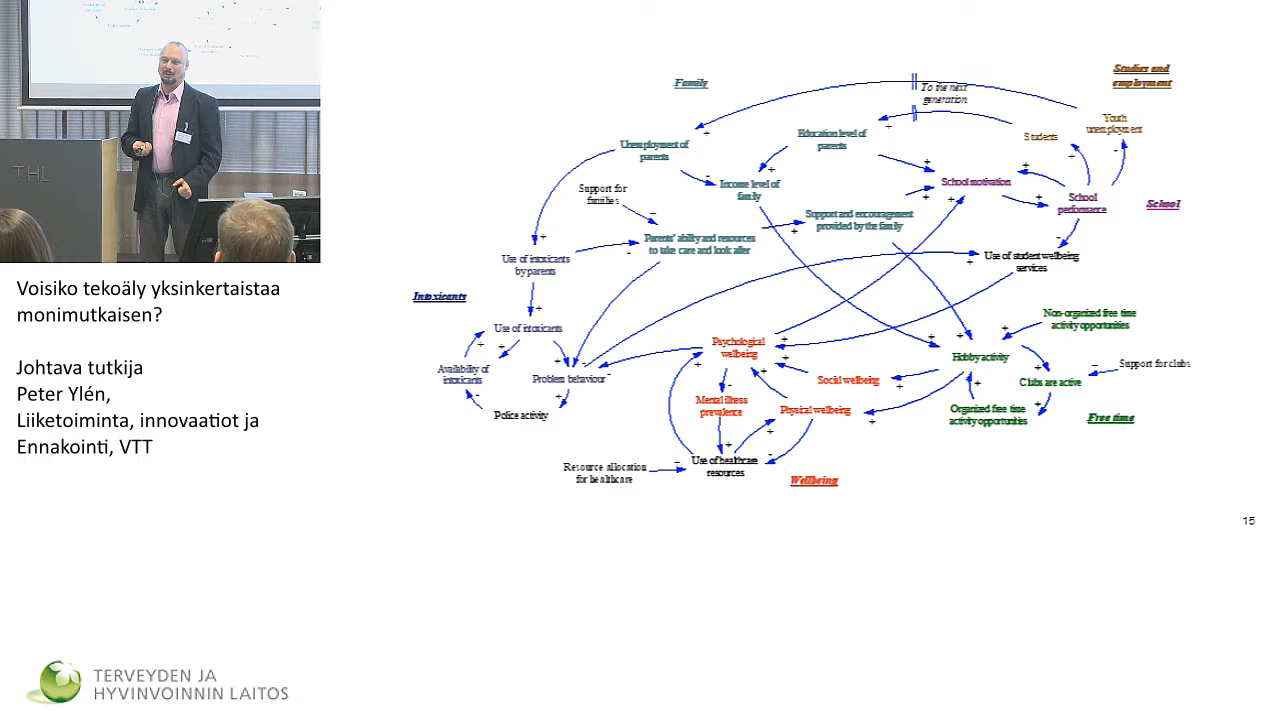 THL
Voisiko tekoäly yksinkertaistaa
monimutkaisen?
Johtava tutkija
Peter Ylén,
Liiketoiminta, innovaatiot ja
Ennakointi, VTT
TERVEYDEN JA
HYVINVOINNIN LAITOS
Family
Studies and
employment
To the next
generation
Youth
unemployment
Students
Education level of
parents
Unemployment of
parents
Income level of
family
School motivation
School
performance
School
Support for
families
Support and encouragement
provided by the family
Parents' ability and resources
to take care and look after
Use of intoxicants
by parents
Use of student wellbeing
services
Intoxicants
Use of intoxicants
Availability of
intoxicants
Problem behaviour
Police activity
Psychological
wellbeing
Social wellbeing
Mental illness
prevalence
Physical wellbeing
Use of healthcare
resources
Resource allocation
for healthcare
Wellbeing
Non-organized free time
activity opportunities
Hobby activity
Support for clubs
Clubs are active
Organized free time
activity opportunities
Free time
15